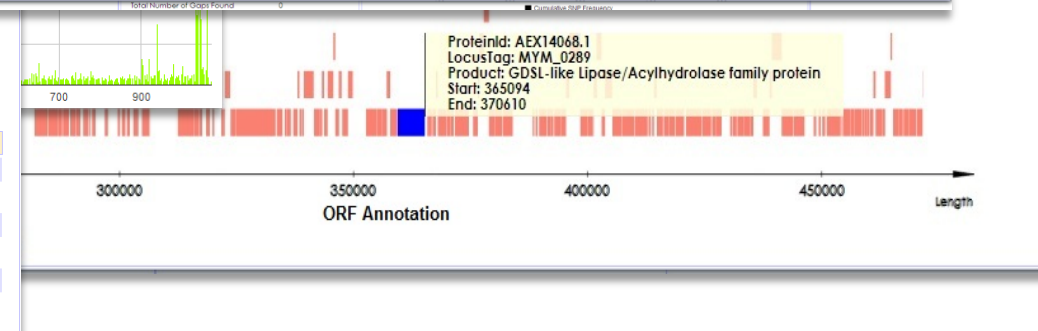 Total Number of Gaps Found 0
Cumulative SNP Frequency
ProteinId: AEX14068.1
LocusTag: MYM_0289
Product: GDSL-like Lipase/Acylhydrolase family protein
Start: 365094
End: 370610
700 900
300000 350000 400000 450000
Length
ORF Annotation